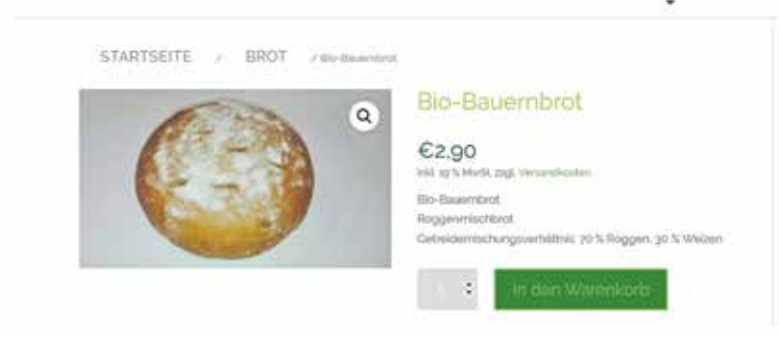 STARTSEITE / BROT / Bio-Bauernbrot
Bio-Bauernbrot
€2,90
inkl. 19 % MwSt. zzgl. Versandkosten
Bio-Bauernbrot
Roggenmischbrot
Getreidemischungsverhältnis: 70 % Roggen, 30 % Weizen
1
In den Warenkorb